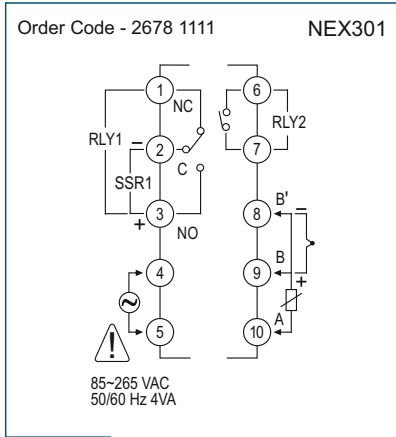 Order Code - 2678 1111
NEX301
1
NC
6
RLY1
RLY2
−
2
C
7
SSR1
+
3
NO
B'
−
8
4
B
9
+
A
5
10
!
85~265 VAC
50/60 Hz 4VA